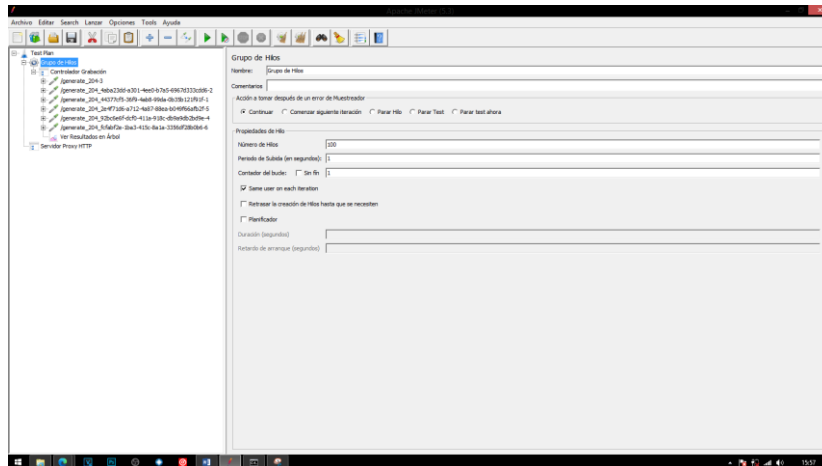 Apache JMeter (5.3)
Archivo Editar Search Lanzar Opciones Tools Ayuda
Test Plan
Grupo de Hilos
Controlador Grabación
/generate_204-3
/generate_204_4aba23dd-a301-4ee0-b7a5-6967d333cdd6-2
/generate_204_44377cf5-36f9-4eb8-99da-0b35b121f91f-1
/generate_204_2e4f71d6-a712-4a87-88ea-b049f66afb2f-5
/generate_204_92bc6e6f-dcf0-411a-918c-db9a9db2bd9e-4
/generate_204_fcfabf2e-1ba3-415c-8a1a-3356df28b0b6-6
Ver Resultados en Árbol
Servidor Proxy HTTP
Grupo de Hilos
Nombre: Grupo de Hilos
Comentarios
Acción a tomar después de un error de Muestreador
Continuar Comenzar siguiente iteración Parar Hilo Parar Test Parar test ahora
Propiedades de Hilo
Número de Hilos 100
Periodo de Subida (en segundos): 1
Contador del bucle: Sin fin 1
Same user on each iteration
Retrasar la creación de Hilos hasta que se necesiten
Planificador
Duración (segundos)
Retardo de arranque (segundos)
15:57